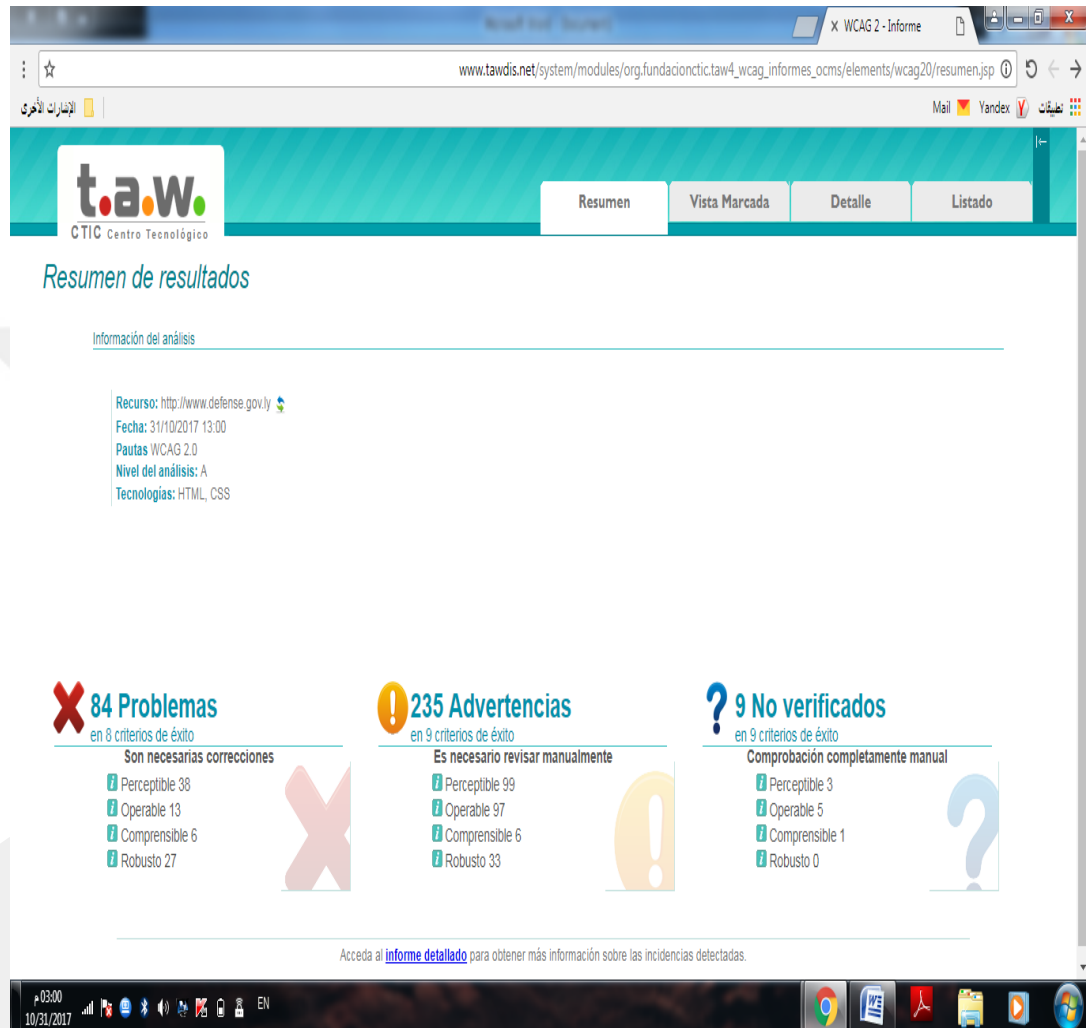 WCAG 2 - Informe
www.tawdis.net/system/modules/org.fundacionctic.taw4_wcag_informes_ocms/elements/wcag20/resumen.jsp
الإشارات الأخرى
Mail
Yandex
تطبيقات
t.a.w.
CTIC Centro Tecnológico
Resumen
Vista Marcada
Detalle
Listado
Resumen de resultados
Información del análisis
Recurso: http://www.defense.gov.ly
Fecha: 31/10/2017 13:00
Pautas WCAG 2.0
Nivel del análisis: A
Tecnologías: HTML, CSS
84 Problemas
en 8 criterios de éxito
Son necesarias correcciones
Perceptible 38
Operable 13
Comprensible 6
Robusto 27
235 Advertencias
en 9 criterios de éxito
Es necesario revisar manualmente
Perceptible 99
Operable 97
Comprensible 6
Robusto 33
9 No verificados
en 9 criterios de éxito
Comprobación completamente manual
Perceptible 3
Operable 5
Comprensible 1
Robusto 0
Acceda al informe detallado para obtener más información sobre las incidencias detectadas.
03:00 م
10/31/2017
EN